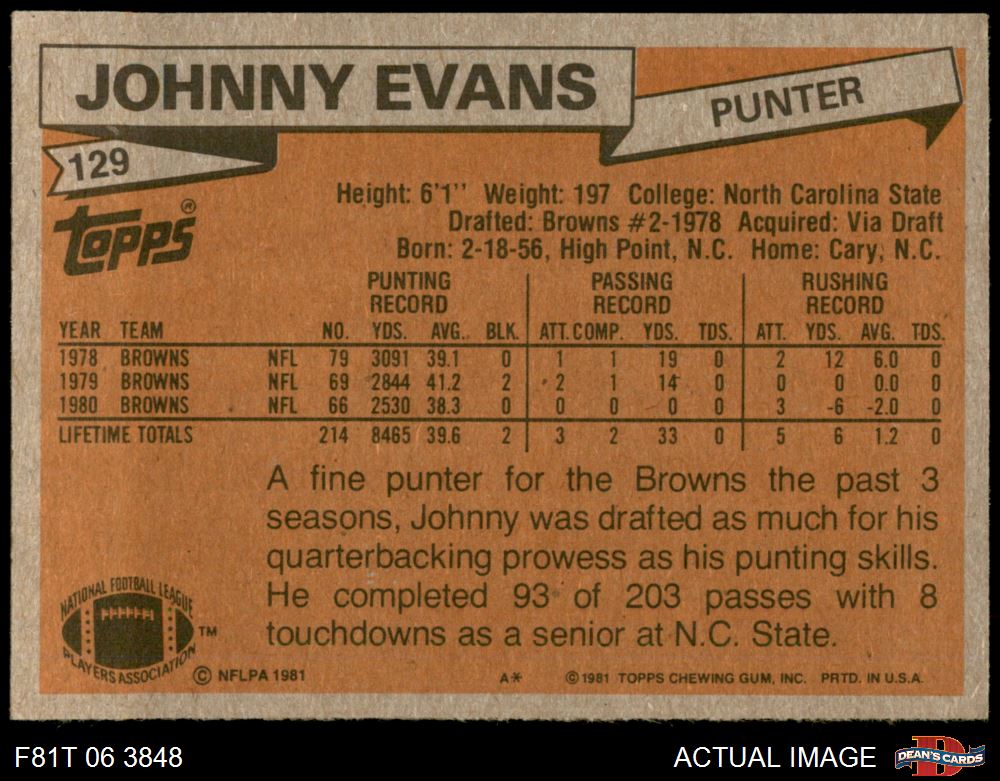 JOHNNY EVANS
PUNTER
129
Topps®
Height: 6'1'' Weight: 197 College: North Carolina State
Drafted: Browns #2-1978 Acquired: Via Draft
Born: 2-18-56, High Point, N.C. Home: Cary, N.C.
PUNTING RECORD PASSING RECORD RUSHING RECORD
YEAR TEAM NO. YDS. AVG. BLK. ATT. COMP. YDS. TDS. ATT. YDS. AVG. TDS.
1978 BROWNS NFL 79 3091 39.1 0 1 1 19 0 2 12 6.0 0
1979 BROWNS NFL 69 2844 41.2 2 2 1 14 0 0 0 0.0 0
1980 BROWNS NFL 66 2530 38.3 0 0 0 0 0 3 -6 -2.0 0
LIFETIME TOTALS 214 8465 39.6 2 3 2 33 0 5 6 1.2 0
A fine punter for the Browns the past 3
seasons, Johnny was drafted as much for his
quarterbacking prowess as his punting skills.
He completed 93 of 203 passes with 8
touchdowns as a senior at N.C. State.
NATIONAL FOOTBALL LEAGUE
PLAYERS ASSOCIATION
TM
© NFLPA 1981
A*
© 1981 TOPPS CHEWING GUM, INC. PRTD. IN U.S.A.
F81T 06 3848
ACTUAL IMAGE
D
DEAN'S CARDS